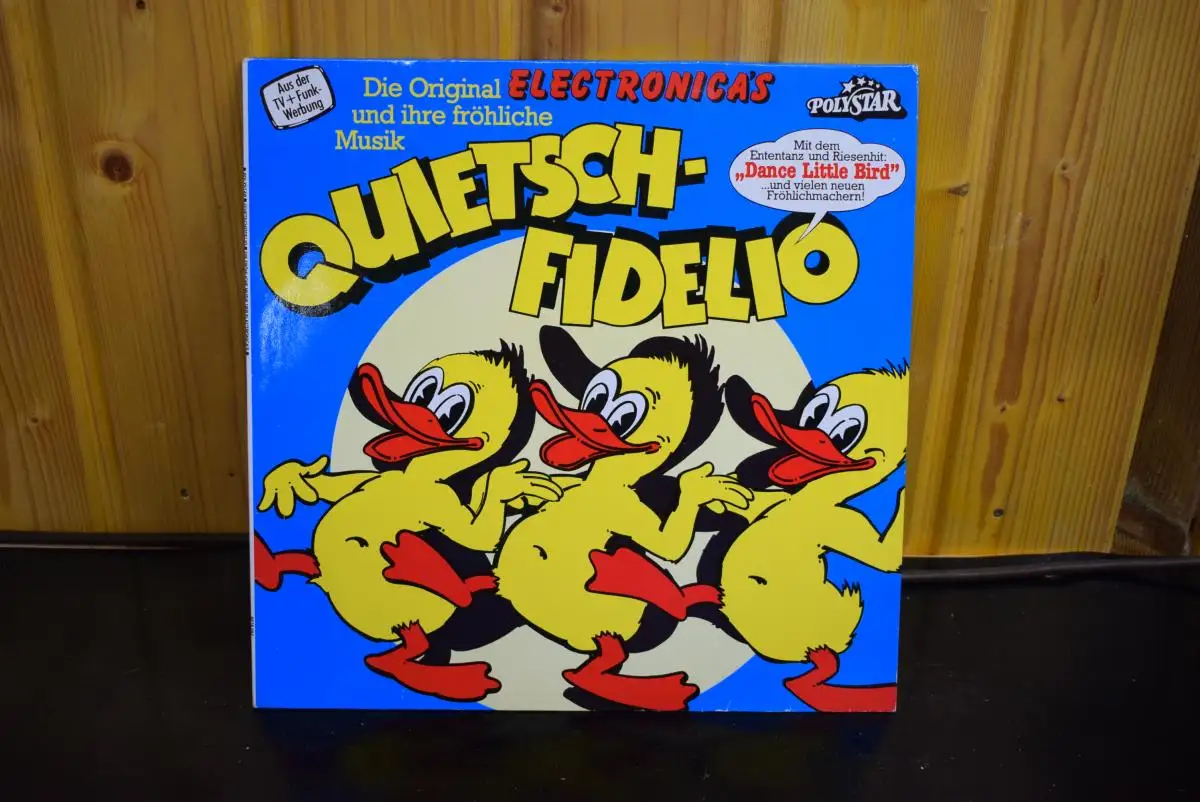 Aus der
TV + Funk-
Werbung
Die Original ELECTRONICA'S
und ihre fröhliche
Musik
POLYSTAR
QUIETSCH-
FIDELIO
Mit dem
Ententanz und Riesenhit:
„Dance Little Bird”
...und vielen neuen
Fröhlichmachern!